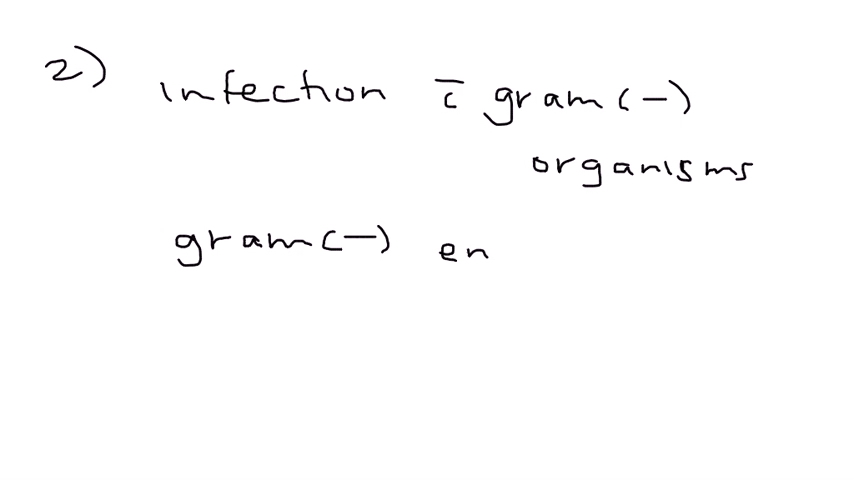 2) infection c̄ gram (-)
organisms
gram (-) en